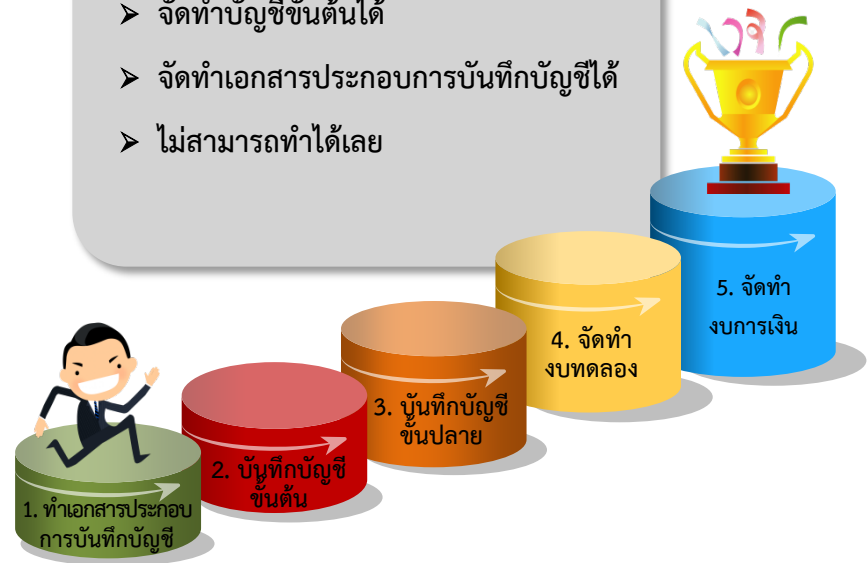 ➢ จัดทำบัญชีขั้นต้นได้
➢ จัดทำเอกสารประกอบการบันทึกบัญชีได้
➢ ไม่สามารถทำได้เลย
5. จัดทำ
งบการเงิน
4. จัดทำ
งบทดลอง
3. บันทึกบัญชี
ขั้นปลาย
2. บันทึกบัญชี
ขั้นต้น
1. ทำเอกสารประกอบ
การบันทึกบัญชี